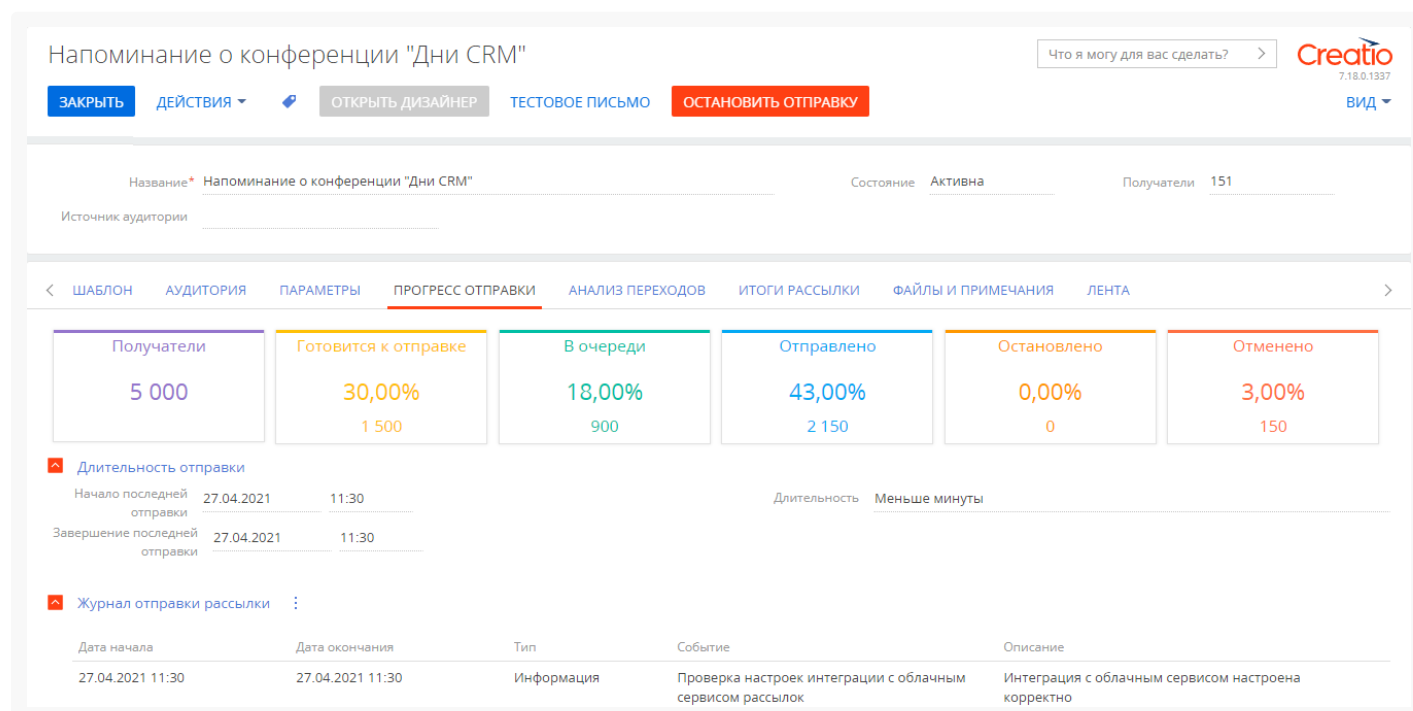 Напоминание о конференции "Дни CRM"
Что я могу для вас сделать?
Creatio
7.18.0.1337
ЗАКРЫТЬ ДЕЙСТВИЯ ОТКРЫТЬ ДИЗАЙНЕР ТЕСТОВОЕ ПИСЬМО ОСТАНОВИТЬ ОТПРАВКУ ВИД
Название* Напоминание о конференции "Дни CRM" Состояние Активна Получатели 151
Источник аудитории
ШАБЛОН АУДИТОРИЯ ПАРАМЕТРЫ ПРОГРЕСС ОТПРАВКИ АНАЛИЗ ПЕРЕХОДОВ ИТОГИ РАССЫЛКИ ФАЙЛЫ И ПРИМЕЧАНИЯ ЛЕНТА
Получатели Готовится к отправке В очереди Отправлено Остановлено Отменено
5 000 30,00% 18,00% 43,00% 0,00% 3,00%
1 500 900 2 150 0 150
Длительность отправки
Начало последней отправки 27.04.2021 11:30 Длительность Меньше минуты
Завершение последней отправки 27.04.2021 11:30
Журнал отправки рассылки
Дата начала Дата окончания Тип Событие Описание
27.04.2021 11:30 27.04.2021 11:30 Информация Проверка настроек интеграции с облачным Интеграция с облачным сервисом настроена
сервисом рассылок корректно